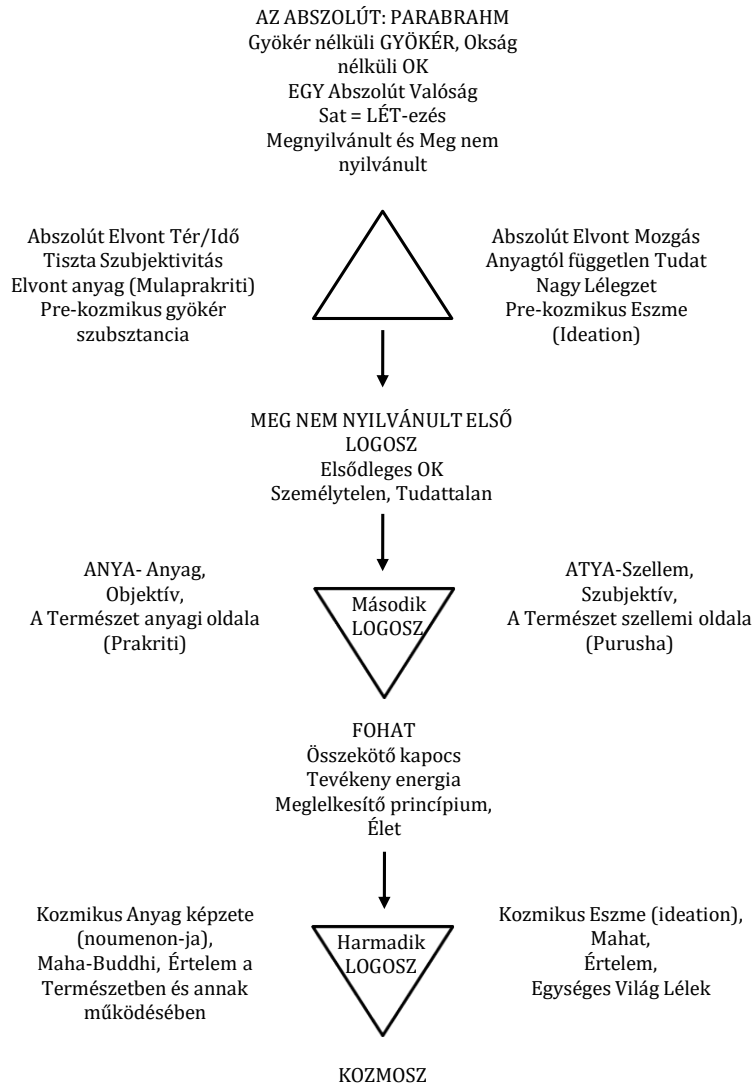 AZ ABSZOLÚT: PARABRAHM
Gyökér nélküli GYÖKÉR, Okság
nélküli OK
EGY Abszolút Valóság
Sat = LÉT-ezés
Megnyilvánult és Meg nem
nyilvánult
Abszolút Elvont Tér/Idő
Tiszta Szubjektivitás
Elvont anyag (Mulaprakriti)
Pre-kozmikus gyökér
szubsztancia
Abszolút Elvont Mozgás
Anyagtól független Tudat
Nagy Lélegzet
Pre-kozmikus Eszme
(Ideation)
MEG NEM NYILVÁNULT ELSŐ
LOGOSZ
Elsődleges OK
Személytelen, Tudattalan
ANYA- Anyag,
Objektív,
A Természet anyagi oldala
(Prakriti)
Második
LOGOSZ
ATYA-Szellem,
Szubjektív,
A Természet szellemi oldala
(Purusha)
FOHAT
Összekötő kapocs
Tevékeny energia
Meglelkesítő princípium,
Élet
Kozmikus Anyag képzete
(noumenon-ja),
Maha-Buddhi, Értelem a
Természetben és annak
működésében
Harmadik
LOGOSZ
Kozmikus Eszme (ideation),
Mahat,
Értelem,
Egységes Világ Lélek
KOZMOSZ